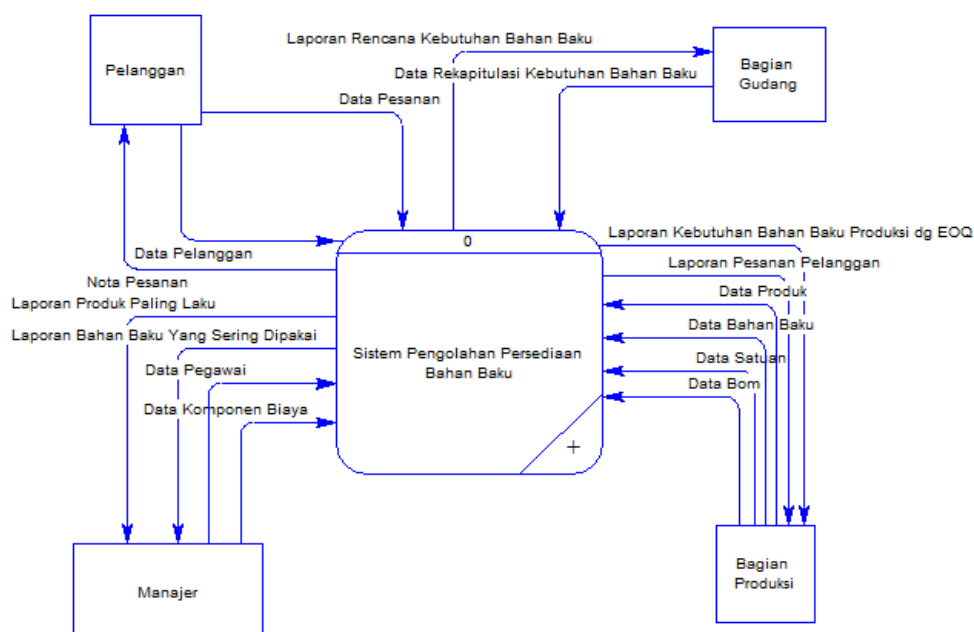 Laporan Rencana Kebutuhan Bahan Baku
Pelanggan
Bagian
Gudang
Data Rekapitulasi Kebutuhan Bahan Baku
Data Pesanan
0
Laporan Kebutuhan Bahan Baku Produksi dg EOQ
Data Pelanggan
Laporan Pesanan Pelanggan
Nota Pesanan
Data Produk
Laporan Produk Paling Laku
Data Bahan Baku
Laporan Bahan Baku Yang Sering Dipakai
Sistem Pengolahan Persediaan
Bahan Baku
Data Satuan
Data Pegawai
Data Bom
Data Komponen Biaya
+
Bagian
Produksi
Manajer